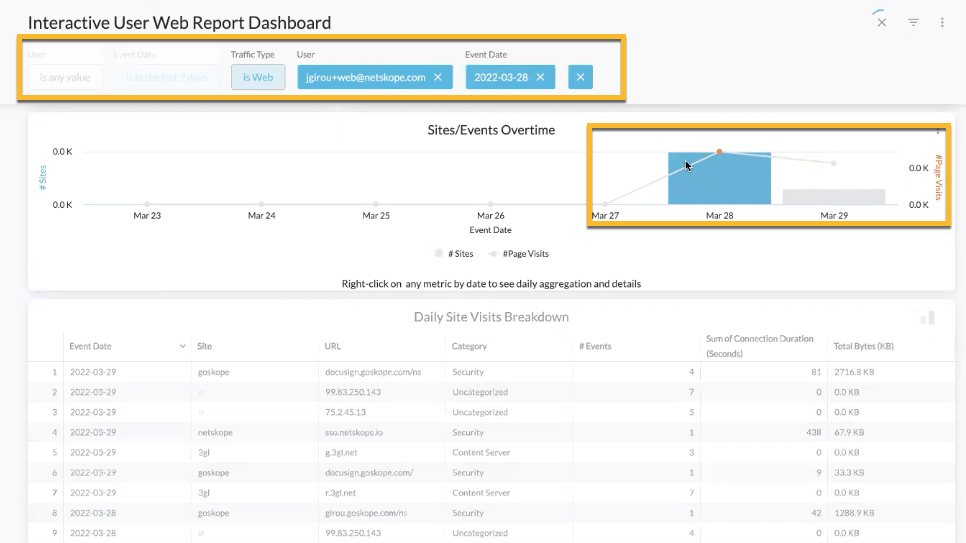 Interactive User Web Report Dashboard
User Event Date Traffic Type User Event Date
is any value is in the last 7 days is Web jgirou+web@netskope.com 2022-03-28
Sites/Events Overtime
0.0 K
0.0 K
# Sites
0.0 K
0.0 K
#Page Visits
Mar 23 Mar 24 Mar 25 Mar 26 Mar 27 Mar 28 Mar 29
Event Date
# Sites #Page Visits
Right-click on any metric by date to see daily aggregation and details
Daily Site Visits Breakdown
Event Date Site URL Category # Events Sum of Connection Duration (Seconds) Total Bytes (KB)
1 2022-03-29 goskope docusign.goskope.com/ns Security 4 81 2716.8 KB
2 2022-03-29 ∅ 99.83.250.143 Uncategorized 7 0 0.0 KB
3 2022-03-29 ∅ 75.2.45.13 Uncategorized 5 0 0.0 KB
4 2022-03-29 netskope sso.netskope.io Security 1 438 67.9 KB
5 2022-03-29 3gl g.3gl.net Content Server 3 0 0.0 KB
6 2022-03-29 goskope docusign.goskope.com/ Security 1 9 33.3 KB
7 2022-03-29 3gl r.3gl.net Content Server 7 0 0.0 KB
8 2022-03-28 goskope girou.goskope.com/ns Security 1 42 1288.9 KB
9 2022-03-28 ∅ 99.83.250.143 Uncategorized 4 0 0.0 KB